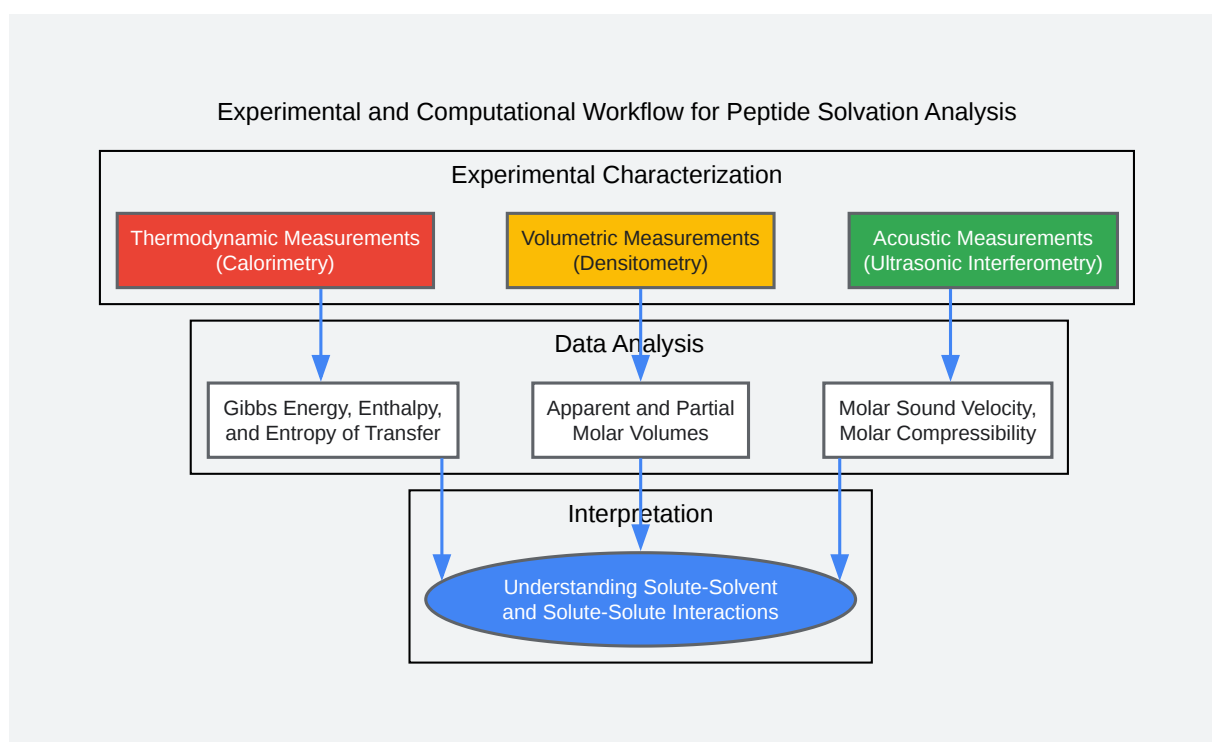 Experimental and Computational Workflow for Peptide Solvation Analysis
Experimental Characterization
Thermodynamic Measurements
(Calorimetry)
Volumetric Measurements
(Densitometry)
Acoustic Measurements
(Ultrasonic Interferometry)
Data Analysis
Gibbs Energy, Enthalpy,
and Entropy of Transfer
Apparent and Partial
Molar Volumes
Molar Sound Velocity,
Molar Compressibility
Interpretation
Understanding Solute-Solvent
and Solute-Solute Interactions